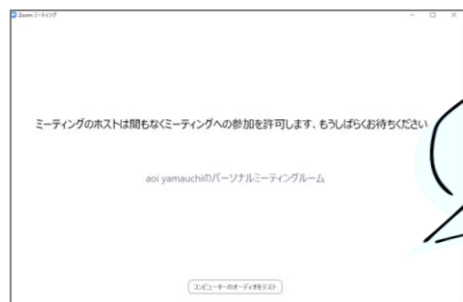 Zoom ミーティング
ミーティングのホストは間もなくミーティングへの参加を許可します、もうしばらくお待ちください
aoi yamauchiのパーソナルミーティングルーム
コンピューターのオーディオをテスト